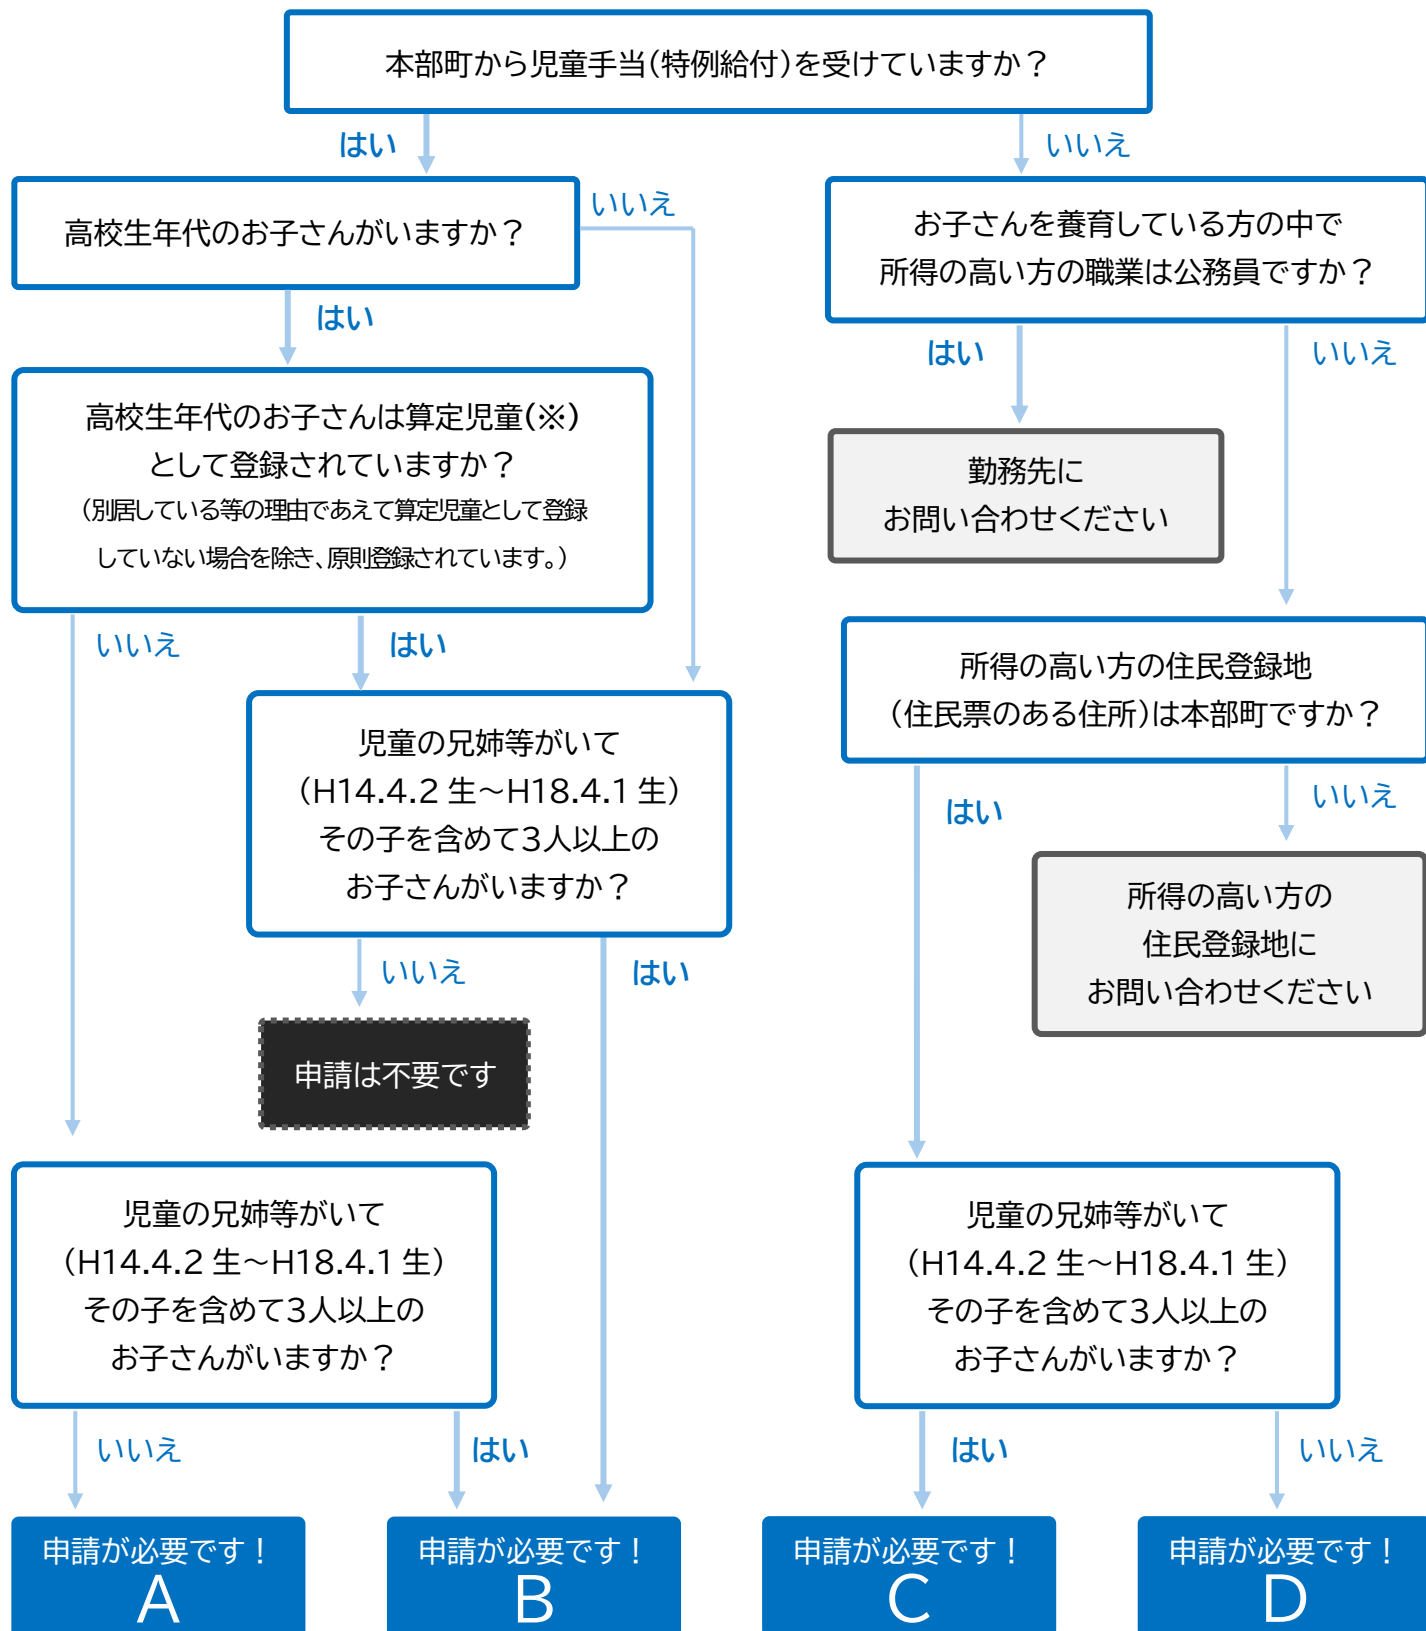 本部町から児童手当(特例給付)を受けていますか？
はい
いいえ
高校生年代のお子さんがいますか？
いいえ
お子さんを養育している方の中で
所得の高い方の職業は公務員ですか？
はい
はい
いいえ
高校生年代のお子さんは算定児童(※)
として登録されていますか？
(別居している等の理由であえて算定児童として登録
していない場合を除き、原則登録されています。)
勤務先に
お問い合わせください
いいえ
はい
所得の高い方の住民登録地
(住民票のある住所)は本部町ですか？
児童の兄姉等がいて
(H14.4.2 生～H18.4.1 生)
その子を含めて3人以上の
お子さんがいますか？
はい
いいえ
所得の高い方の
住民登録地に
お問い合わせください
いいえ
はい
申請は不要です
児童の兄姉等がいて
(H14.4.2 生～H18.4.1 生)
その子を含めて3人以上の
お子さんがいますか？
児童の兄姉等がいて
(H14.4.2 生～H18.4.1 生)
その子を含めて3人以上の
お子さんがいますか？
いいえ
はい
はい
いいえ
申請が必要です！
A
申請が必要です！
B
申請が必要です！
C
申請が必要です！
D